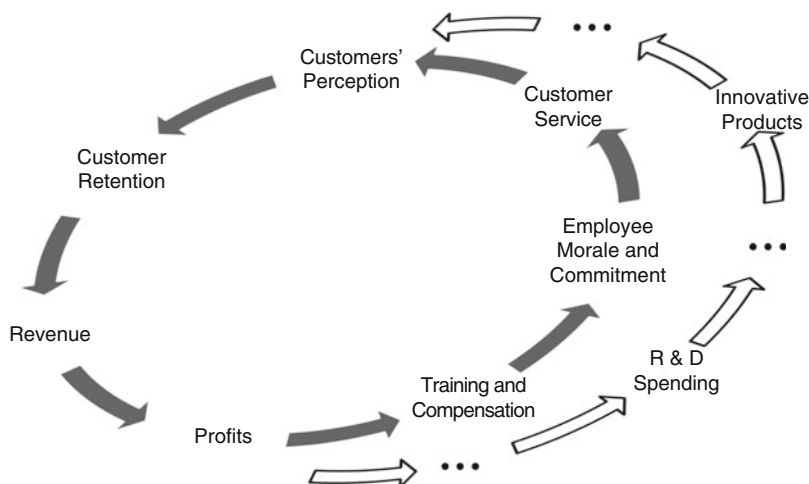 • • •
Customers’
Perception
Customer
Service
Innovative
Products
Customer
Retention
Employee
Morale and
Commitment
• • •
Revenue
R & D
Spending
Training and
Compensation
Profits
• • •